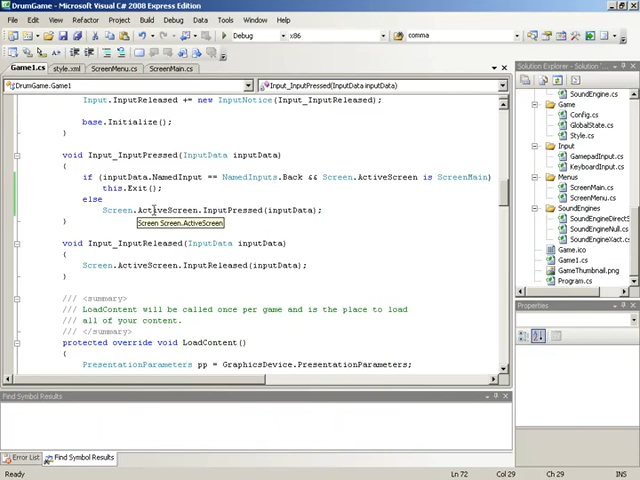 DrumGame - Microsoft Visual C# 2008 Express Edition
File Edit View Refactor Project Build Debug Data Tools Window Help
Debug x86 comma
Game1.cs style.xml ScreenMenu.cs ScreenMain.cs
DrumGame.Game1 Input_InputPressed(InputData inputData)
Input.InputReleased += new InputNotice(Input_InputReleased);
base.Initialize();
}
void Input_InputPressed(InputData inputData)
{
if (inputData.NamedInput == NamedInputs.Back && Screen.ActiveScreen is ScreenMain)
this.Exit();
else
Screen.ActiveScreen.InputPressed(inputData);
Screen Screen.ActiveScreen
}
void Input_InputReleased(InputData inputData)
{
Screen.ActiveScreen.InputReleased(inputData);
}
/// <summary>
/// LoadContent will be called once per game and is the place to load
/// all of your content.
/// </summary>
protected override void LoadContent()
{
PresentationParameters pp = GraphicsDevice.PresentationParameters;
Find Symbol Results
Error List Find Symbol Results
Ready Ln 72 Col 29 Ch 29
Solution Explorer
SoundEngine.cs
Game
Config.cs
GlobalState.cs
Style.cs
Input
GamepadInput.cs
KeyboardInput.cs
Menus
ScreenMain.cs
ScreenMenu.cs
SoundEngines
SoundEngineDirectS
SoundEngineNull.cs
SoundEngineXact.cs
Game.ico
Game1.cs
GameThumbnail.png
Program.cs
Properties